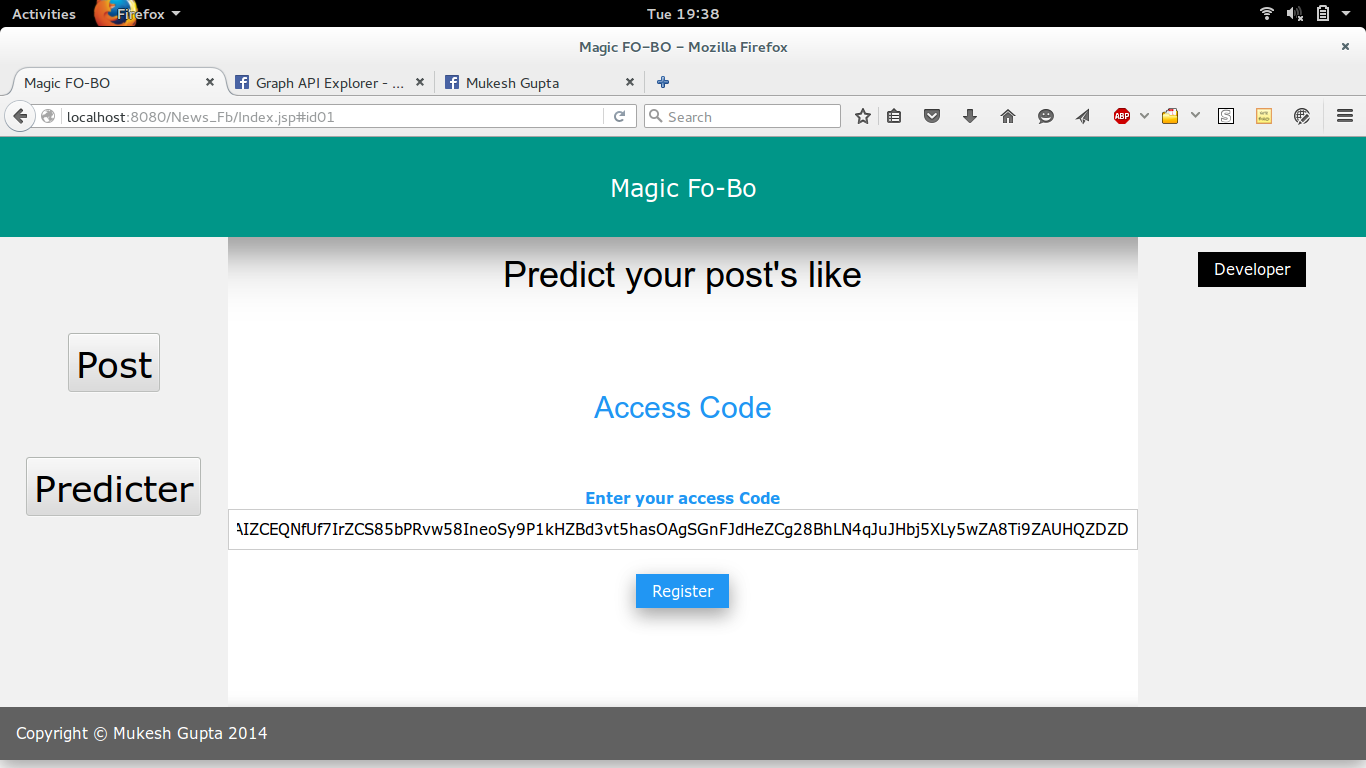 Activities Firefox Tue 19:38
Magic FO-BO - Mozilla Firefox ×
Magic FO-BO × Graph API Explorer - ... × Mukesh Gupta ×
localhost:8080/News_Fb/Index.jsp#id01 Search ABP S
Magic Fo-Bo
Predict your post's like
Developer
Post
Access Code
Predicter
Enter your access Code
AIZCEQNfUf7IrZCS85bPRvw58IneoSy9P1kHZBd3vt5hasOAgSGnFJdHeZCg28BhLN4qJuJHbj5XLy5wZA8Ti9ZAUHQZDZD
Register
Copyright © Mukesh Gupta 2014